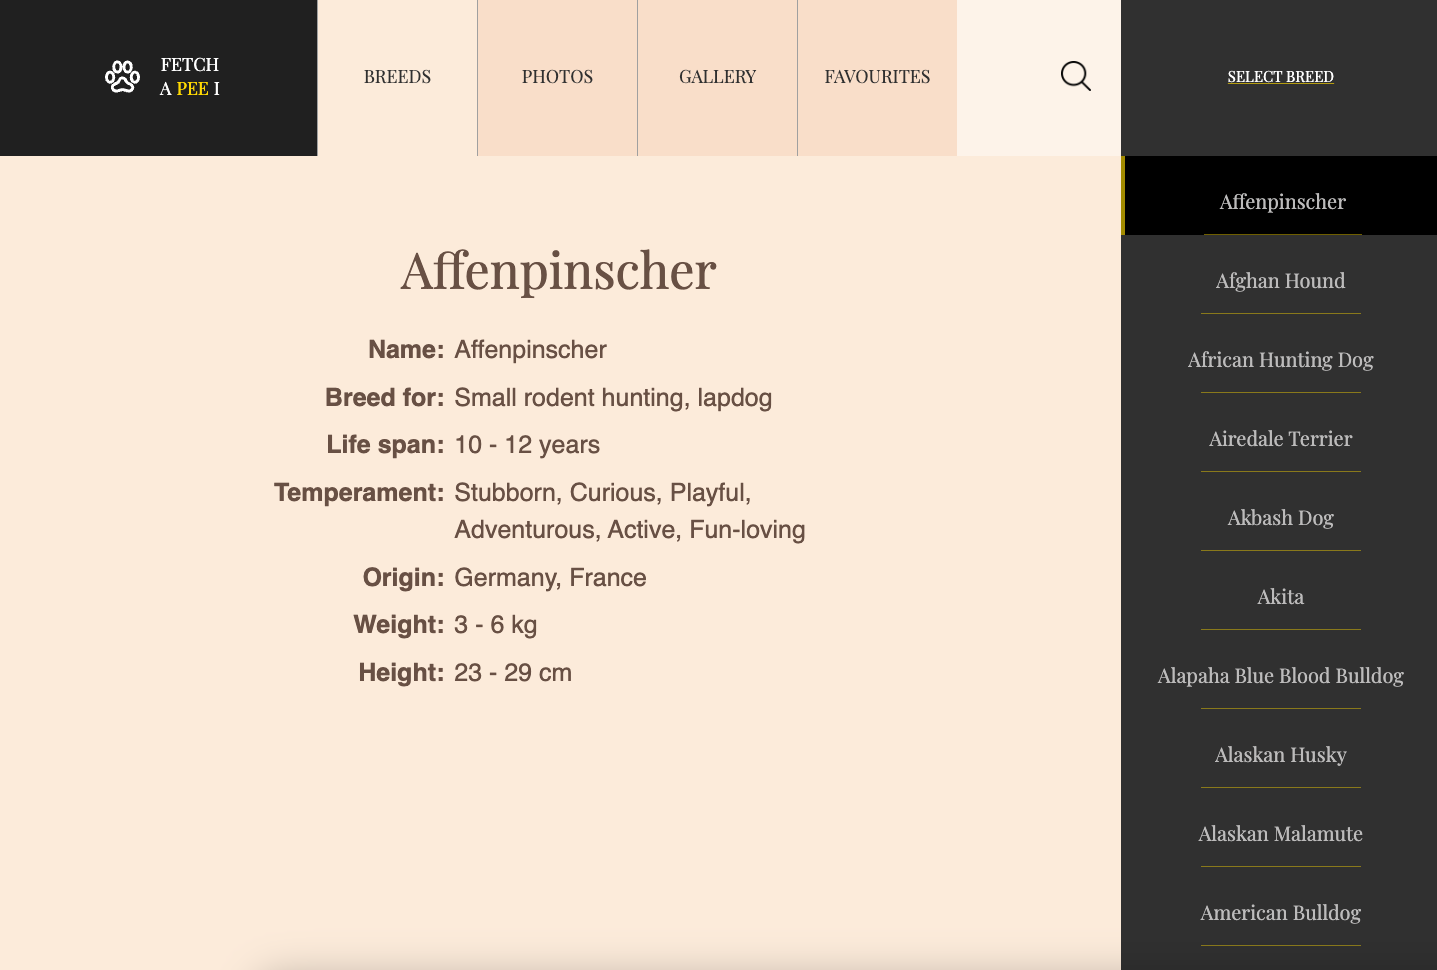 FETCH
A PEE I
BREEDS
PHOTOS
GALLERY
FAVOURITES
SELECT BREED
Affenpinscher
Name: Affenpinscher
Breed for: Small rodent hunting, lapdog
Life span: 10 - 12 years
Temperament: Stubborn, Curious, Playful,
Adventurous, Active, Fun-loving
Origin: Germany, France
Weight: 3 - 6 kg
Height: 23 - 29 cm
Affenpinscher
Afghan Hound
African Hunting Dog
Airedale Terrier
Akbash Dog
Akita
Alapaha Blue Blood Bulldog
Alaskan Husky
Alaskan Malamute
American Bulldog